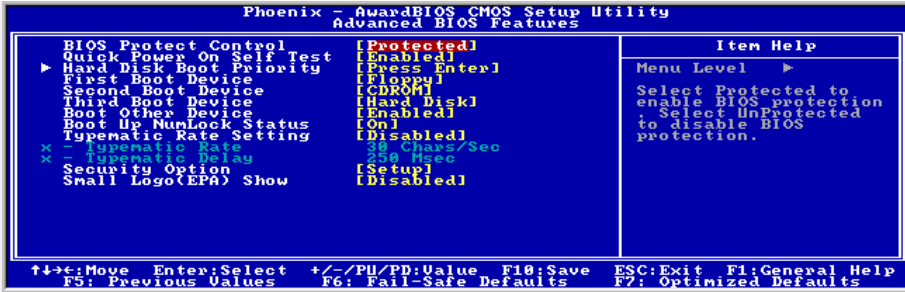 Phoenix - AwardBIOS CMOS Setup Utility
Advanced BIOS Features
BIOS Protect Control [Protected]
Quick Power On Self Test [Enabled]
► Hard Disk Boot Priority [Press Enter]
First Boot Device [Floppy]
Second Boot Device [CDROM]
Third Boot Device [Hard Disk]
Boot Other Device [Enabled]
Boot Up NumLock Status [On]
Typematic Rate Setting [Disabled]
x - Typematic Rate 30 Chars/Sec
x - Typematic Delay 250 Msec
Security Option [Setup]
Small Logo(EPA) Show [Disabled]
Item Help
Menu Level ►
Select Protected to
enable BIOS protection
. Select UnProtected
to disable BIOS
protection.
↑↓→←:Move Enter:Select +/-/PU/PD:Value F10:Save ESC:Exit F1:General Help
F5: Previous Values F6: Fail-Safe Defaults F7: Optimized Defaults